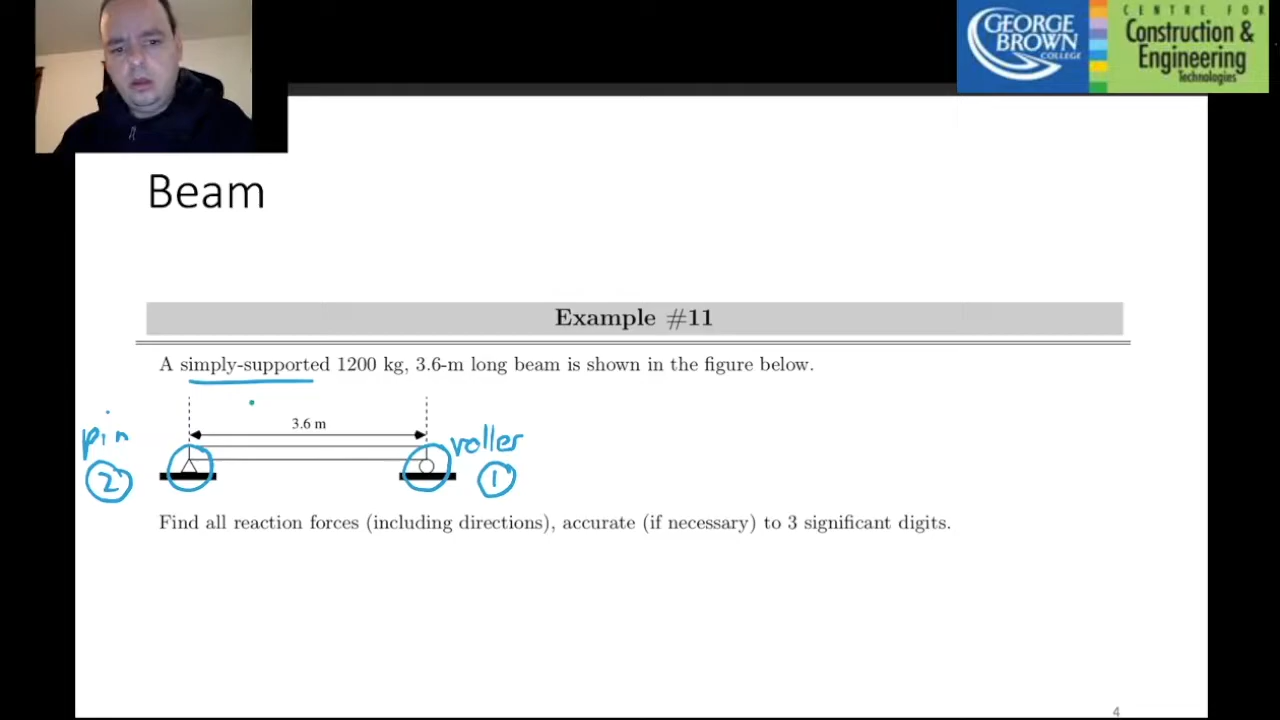 GEORGE
BROWN
COLLEGE
CENTRE FOR
Construction &
Engineering
Technologies
Beam
Example #11
A simply-supported 1200 kg, 3.6-m long beam is shown in the figure below.
3.6 m
pin
roller
2
1
Find all reaction forces (including directions), accurate (if necessary) to 3 significant digits.
4